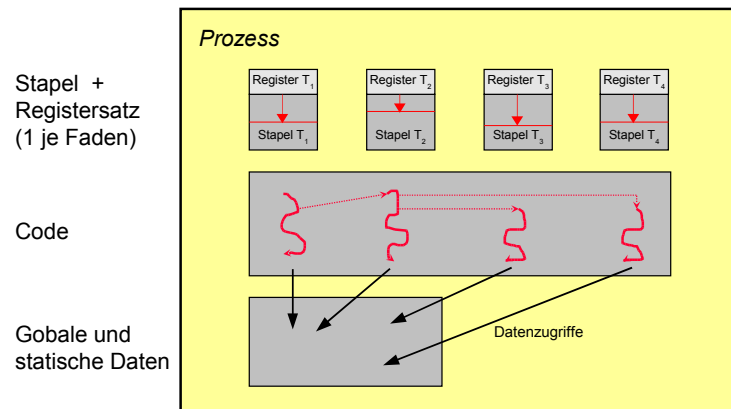 Prozess
Stapel +
Registersatz
(1 je Faden)
Register T1
Register T2
Register T3
Register T4
Stapel T1
Stapel T2
Stapel T3
Stapel T4
Code
Gobale und
statische Daten
Datenzugriffe